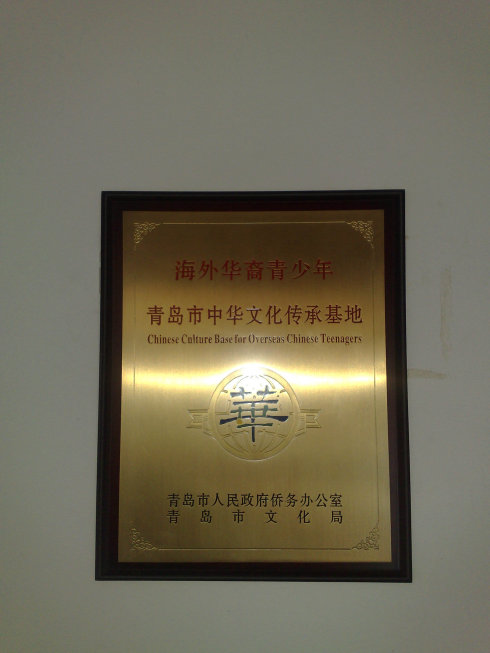 海外华裔青少年
青岛市中华文化传承基地
Chinese Culture Base for Overseas Chinese Teenagers
華
青岛市人民政府侨务办公室
青岛市文化局